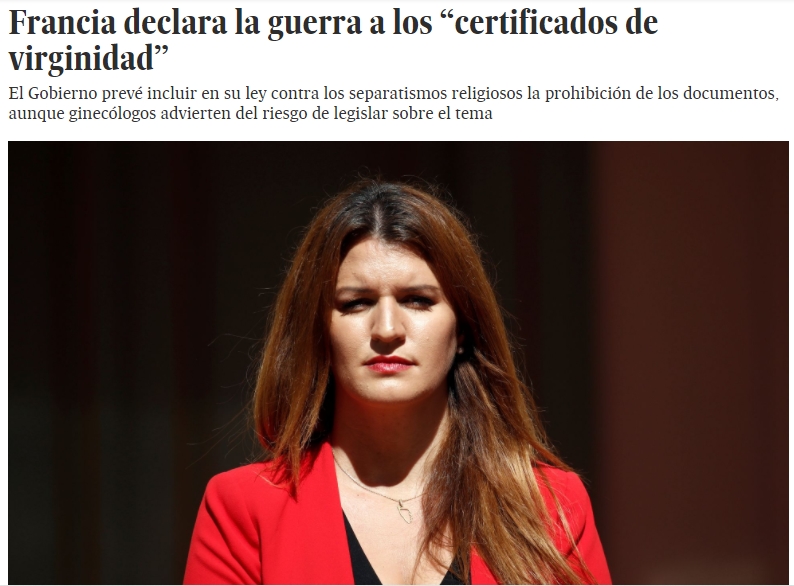 Francia declara la guerra a los “certificados de
virginidad”
El Gobierno prevé incluir en su ley contra los separatismos religiosos la prohibición de los documentos,
aunque ginecólogos advierten del riesgo de legislar sobre el tema